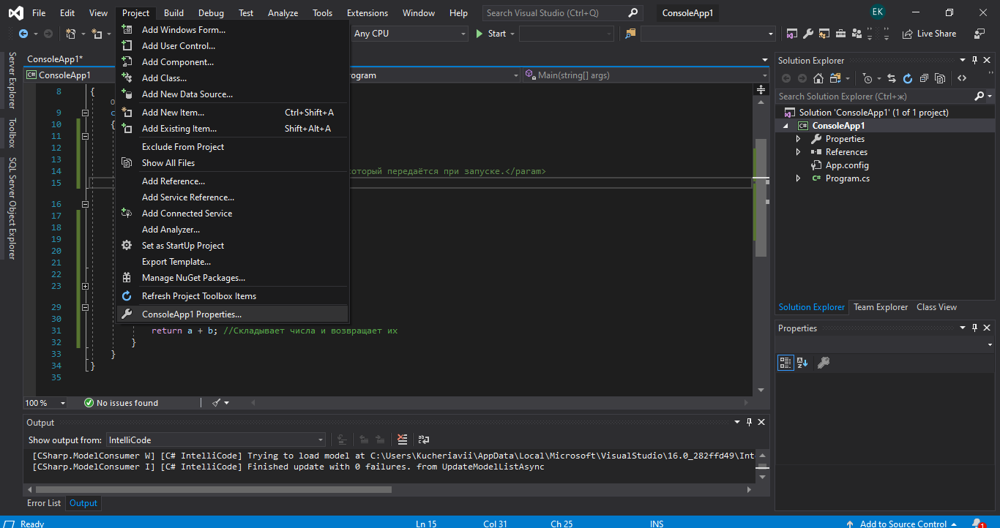 File Edit View Project Build Debug Test Analyze Tools Extensions Window Help Search Visual Studio (Ctrl+Q) ConsoleApp1 EK
Any CPU Start Live Share
Server Explorer
Toolbox
SQL Server Object Explorer
ConsoleApp1*
ConsoleApp1
rogram
Main(string[] args)
Add Windows Form...
Add User Control...
Add Component...
Add Class...
Add New Data Source...
Add New Item... Ctrl+Shift+A
Add Existing Item... Shift+Alt+A
Exclude From Project
Show All Files
Add Reference...
Add Service Reference...
Add Connected Service
Add Analyzer...
Set as StartUp Project
Export Template...
Manage NuGet Packages...
Refresh Project Toolbox Items
ConsoleApp1 Properties...
8 {
9 c
10 {
11
12
13
14 который передаётся при запуске.</param>
15
16
17
18
19
20
21
22
23
29
30
31 return a + b; //Складывает числа и возвращает их
32 }
33 }
34 }
35
100 % No issues found
Output
Show output from: IntelliCode
[CSharp.ModelConsumer W] [C# IntelliCode] Trying to load model at C:\Users\Kucheriavii\AppData\Local\Microsoft\VisualStudio\16.0_282ffd49\Int
[CSharp.ModelConsumer I] [C# IntelliCode] Finished update with 0 failures. from UpdateModelListAsync
Error List Output
Solution Explorer
Search Solution Explorer (Ctrl+ж)
Solution 'ConsoleApp1' (1 of 1 project)
C# ConsoleApp1
Properties
References
App.config
C# Program.cs
Solution Explorer Team Explorer Class View
Properties
Ready Ln 15 Col 31 Ch 25 INS Add to Source Control 1